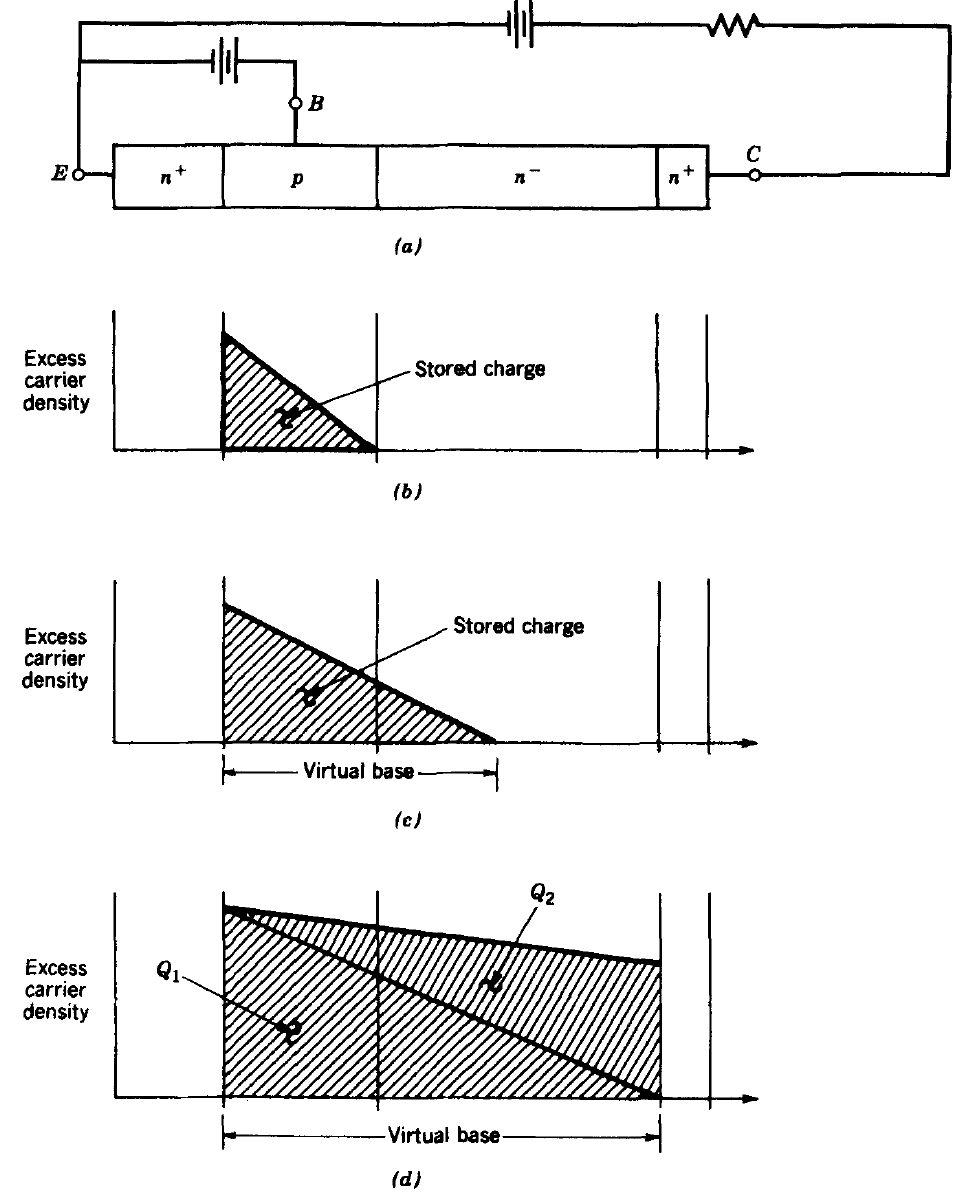 B
E
n+
p
n−
n+
C
(a)
Excess
carrier
density
Stored charge
(b)
Excess
carrier
density
Stored charge
Virtual base
(c)
Q2
Q1
Excess
carrier
density
Virtual base
(d)